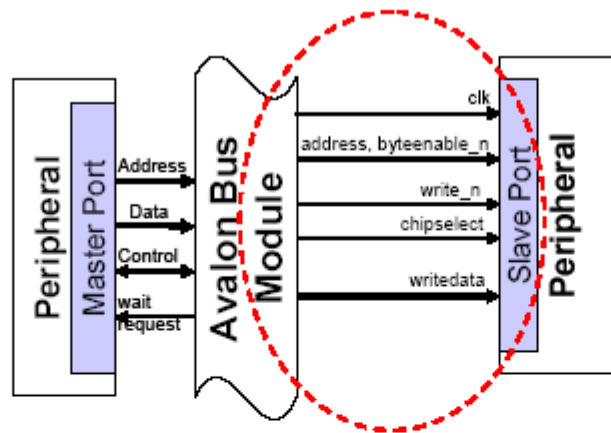 Peripheral
Master Port
Address
Data
Control
wait
request
Avalon Bus
Module
clk
address, byteenable_n
write_n
chipselect
writedata
Slave Port
Peripheral